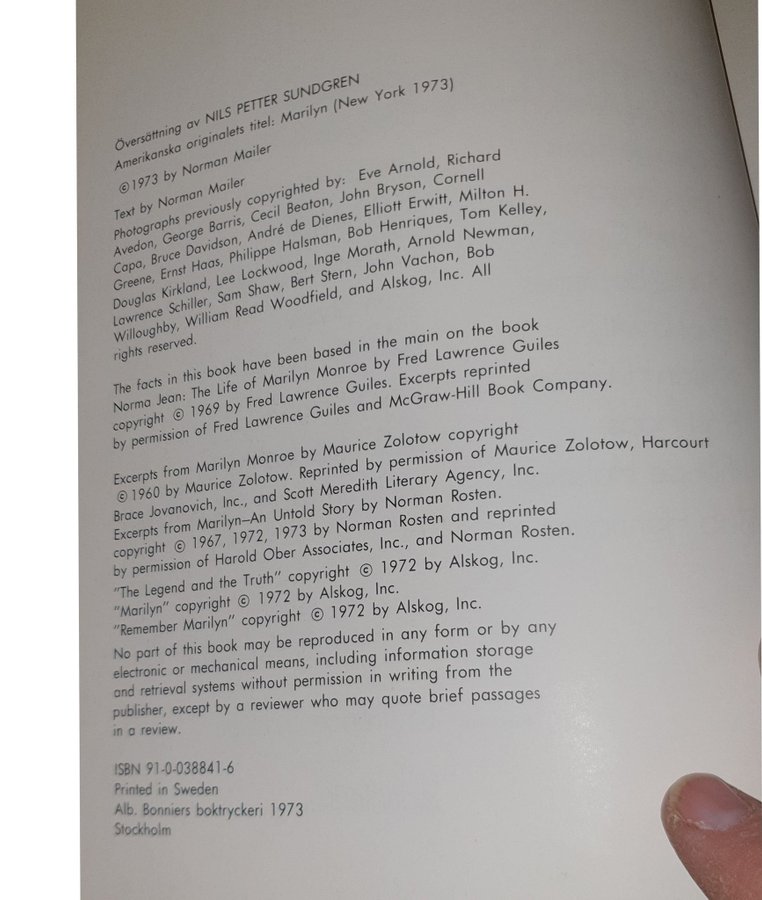 Översättning av NILS PETTER SUNDGREN
Amerikanska originalets titel: Marilyn (New York 1973)
©1973 by Norman Mailer
Text by Norman Mailer
Photographs previously copyrighted by: Eve Arnold, Richard
Avedon, George Barris, Cecil Beaton, John Bryson, Cornell
Capa, Bruce Davidson, André de Dienes, Elliott Erwitt, Milton H.
Greene, Ernst Haas, Philippe Halsman, Bob Henriques, Tom Kelley,
Douglas Kirkland, Lee Lockwood, Inge Morath, Arnold Newman,
Lawrence Schiller, Sam Shaw, Bert Stern, John Vachon, Bob
Willoughby, William Read Woodfield, and Alskog, Inc. All
rights reserved.
The facts in this book have been based in the main on the book
Norma Jean: The Life of Marilyn Monroe by Fred Lawrence Guiles
copyright © 1969 by Fred Lawrence Guiles. Excerpts reprinted
by permission of Fred Lawrence Guiles and McGraw-Hill Book Company.
Excerpts from Marilyn Monroe by Maurice Zolotow copyright
©1960 by Maurice Zolotow. Reprinted by permission of Maurice Zolotow, Harcourt
Brace Jovanovich, Inc., and Scott Meredith Literary Agency, Inc.
Excerpts from Marilyn—An Untold Story by Norman Rosten.
copyright © 1967, 1972, 1973 by Norman Rosten and reprinted
by permission of Harold Ober Associates, Inc., and Norman Rosten.
"The Legend and the Truth" copyright © 1972 by Alskog, Inc.
"Marilyn" copyright © 1972 by Alskog, Inc.
"Remember Marilyn" copyright © 1972 by Alskog, Inc.
No part of this book may be reproduced in any form or by any
electronic or mechanical means, including information storage
and retrieval systems without permission in writing from the
publisher, except by a reviewer who may quote brief passages
in a review.
ISBN 91-0-038841-6
Printed in Sweden
Alb. Bonniers boktryckeri 1973
Stockholm